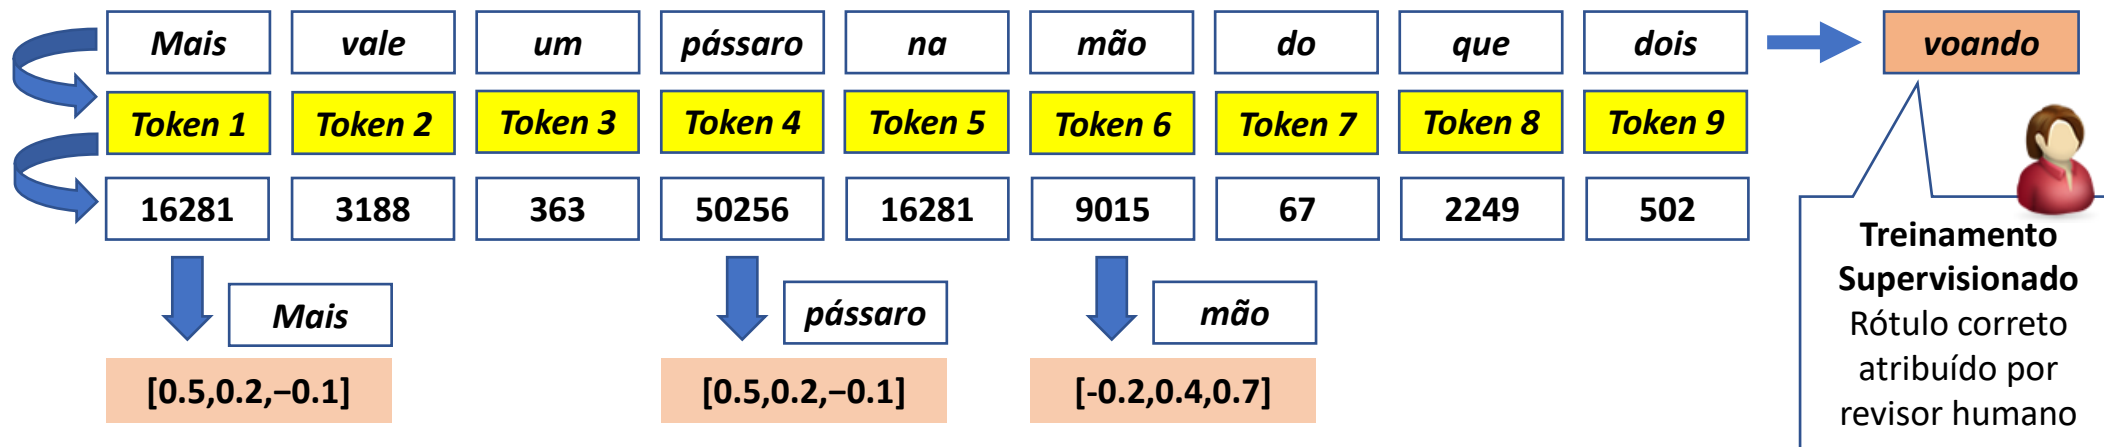 Mais vale um pássaro na mão do que dois voando
Token 1 Token 2 Token 3 Token 4 Token 5 Token 6 Token 7 Token 8 Token 9
16281 3188 363 50256 16281 9015 67 2249 502
Mais pássaro mão
[0.5,0.2,−0.1] [0.5,0.2,−0.1] [-0.2,0.4,0.7]
Treinamento
Supervisionado
Rótulo correto
atribuído por
revisor humano